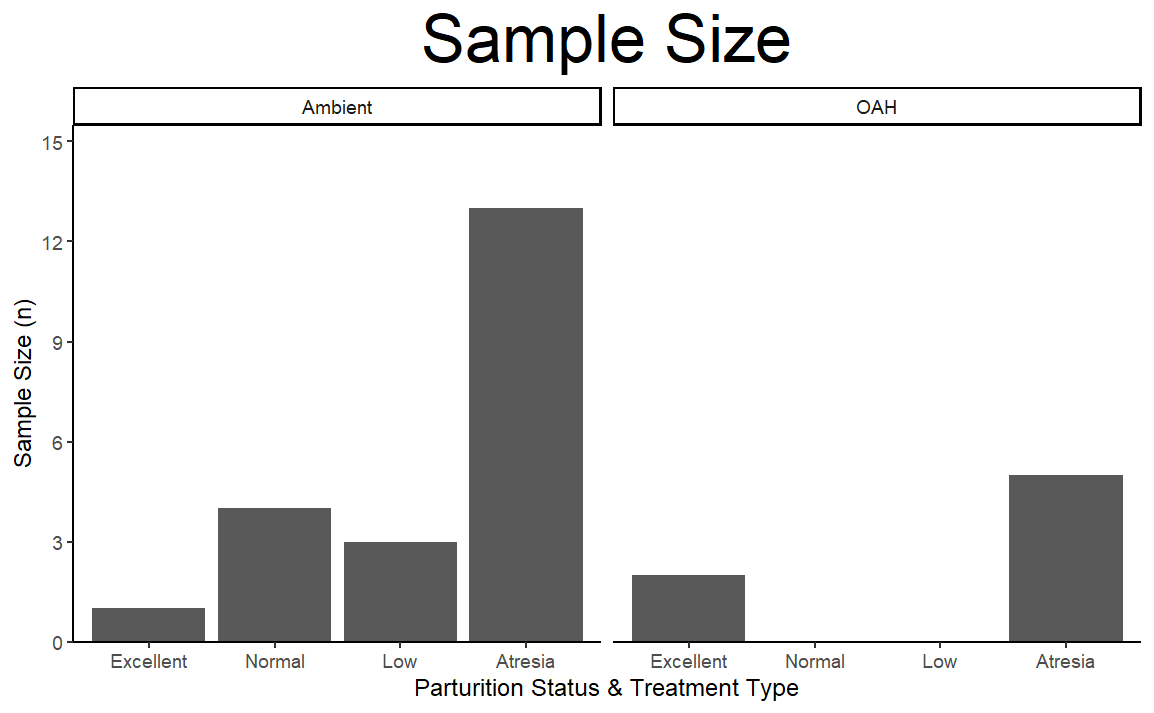 Sample Size
Ambient
OAH
Sample Size (n)
15
12
9
6
3
0
Excellent Normal Low Atresia
Excellent Normal Low Atresia
Parturition Status & Treatment Type